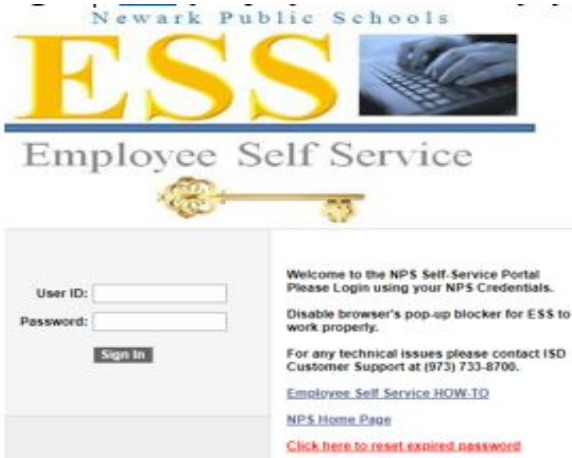 Newark Public Schools
ESS
Employee Self Service
User ID:
Password:
Sign In
Welcome to the NPS Self-Service Portal
Please Login using your NPS Credentials.
Disable browser's pop-up blocker for ESS to
work properly.
For any technical issues please contact ISD
Customer Support at (973) 733-8700.
Employee Self Service HOW-TO
NPS Home Page
Click here to reset expired password